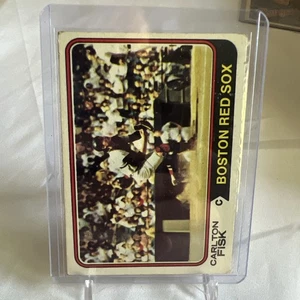 CARLTON
FISK
C
BOSTON RED SOX